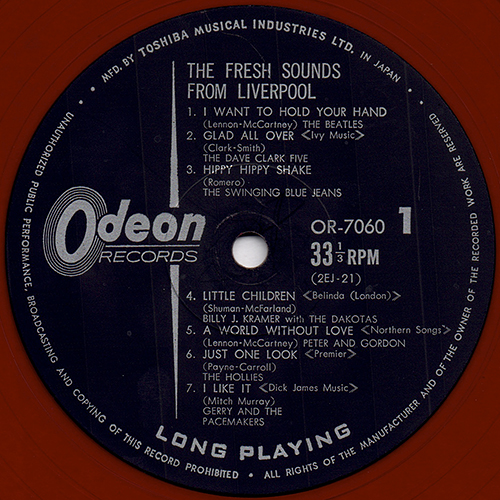 MFD. BY TOSHIBA MUSICAL INDUSTRIES LTD. IN JAPAN
THE FRESH SOUNDS
FROM LIVERPOOL
1. I WANT TO HOLD YOUR HAND
(Lennon-McCartney) THE BEATLES
2. GLAD ALL OVER <Ivy Music>
(Clark-Smith)
THE DAVE CLARK FIVE
3. HIPPY HIPPY SHAKE
(Romero)
THE SWINGING BLUE JEANS
Odeon
RECORDS
OR-7060 1
33 1/3 RPM
(2EJ-21)
4. LITTLE CHILDREN <Belinda (London)>
(Shuman-McFarland)
BILLY J. KRAMER with THE DAKOTAS
5. A WORLD WITHOUT LOVE <Northern Songs>
(Lennon-McCartney) PETER AND GORDON
6. JUST ONE LOOK <Premier>
(Payne-Carroll)
THE HOLLIES
7. I LIKE IT <Dick James Music>
(Mitch Murray)
GERRY AND THE
PACEMAKERS
LONG PLAYING
UNAUTHORIZED PUBLIC PERFORMANCE, BROADCASTING AND COPYING OF THIS RECORD PROHIBITED • ALL RIGHTS OF THE MANUFACTURER AND OF THE OWNER OF THE RECORDED WORK ARE RESERVED.